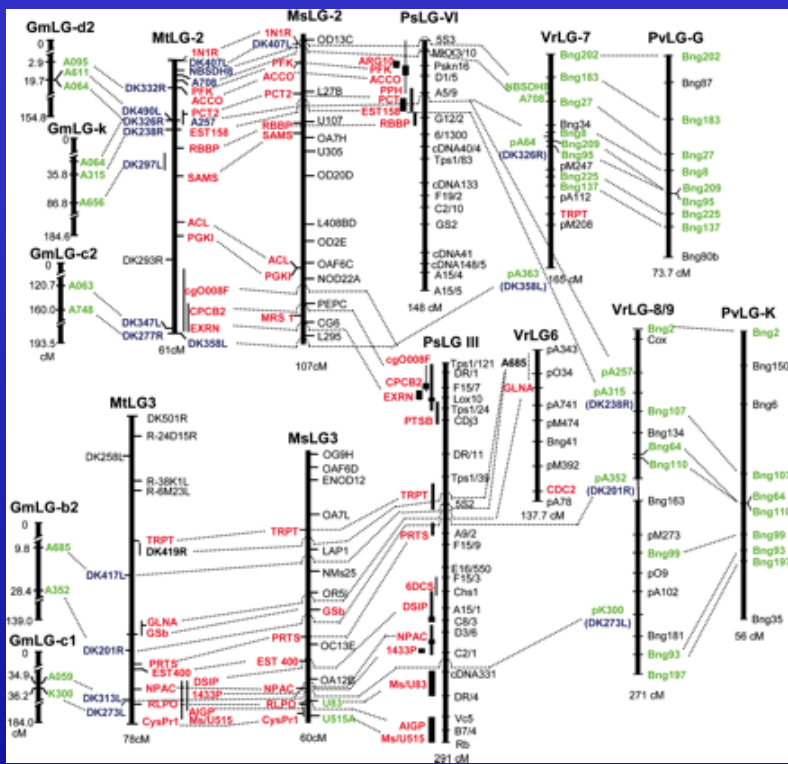 GmLG-d2
0
2.9
19.7
154.8
A095
A611
A064
GmLG-k
0
35.8
86.8
184.6
A064
A315
A656
GmLG-c2
0
120.7
160.0
193.5
cM
A063
A748
MtLG-2
1N1R
DK407L
NBSDH8
A708
DK332R
PFK
ACCO
DK490L
PCT2
DK326R
A257
DK238R
EST158
RBBP
DK297L
SAMS
ACL
PGKI
DK293R
cgO008F
CPCB2
DK347L
EXRN
DK277R
DK358L
61cM
MsLG-2
1N1R
DK407L
OD13C
PFK
ACCO
PCT2
L27B
RBBP
U107
SAMS
OA7H
U305
OD20D
L408BD
OD2E
ACL
OAF6C
PGKI
NOD22A
PEPC
MRS 1
CG6
L295
107cM
PsLG-VI
5S3
MKX3/10
ARG10
Pskn16
PFK
D1/5
ACCO
PPH
A5/9
PCT
EST158
G12/2
RBBP
6/1300
cDNA40/4
Tps1/83
cDNA133
F19/2
C2/10
GS2
cDNA41
cDNA148/5
A15/4
A15/5
148 cM
VrLG-7
Bng202
Bng183
NBSDH8
A708
Bng27
Bng34
Bng8
pA64
(DK326R)
Bng209
Bng95
pM247
Bng225
Bng137
pA112
TRPT
pM208
pA363
(DK358L)
165 cM
PvLG-G
Bng202
Bng87
Bng183
Bng27
Bng8
Bng209
Bng95
Bng225
Bng137
Bng80b
73.7 cM
GmLG-b2
0
9.8
28.4
139.0
A685
A352
GmLG-c1
0
34.9
36.2
184.0
cM
A059
K300
MtLG3
DK501R
R-24D15R
DK258L
R-38K1L
R-6M23L
TRPT
DK419R
DK417L
GLNA
GSb
DK201R
PRTS
EST400
DSIP
NPAC
1433P
DK313L
RLPO
AIGP
DK273L
Ms/U515
CysPr1
78cM
MsLG3
OG9H
OAF6D
ENOD12
OA7L
TRPT
LAP1
NMs25
OR5i
GSb
PRTS
OC13E
EST 400
OA12B
NPAC
RLPO
U83
CysPr1
U515A
60cM
PsLG III
cgO008F
Tps1/121
DR/1
CPCB2
F15/7
EXRN
Lox10
Tps1/24
PTSB
CDj3
DR/11
Tps1/39
TRPT
5S2
PRTS
A9/2
F15/9
E16/550
F15/3
6DCS
Chs1
DSIP
A15/1
C8/3
NPAC
D3/6
1433P
C2/1
cDNA331
Ms/U83
DR/4
AIGP
Vc5
B7/4
Ms/U515
Rb
291 cM
VrLG6
pA343
A685
pO34
GLNA
pA741
pM474
Bng41
pM392
CDC2
pA78
137.7 cM
VrLG-8/9
Bng2
Cox
pA257
pA315
(DK238R)
Bng107
Bng134
Bng64
Bng110
pA352
(DK201R)
Bng163
pM273
Bng99
pO9
pA102
pK300
(DK273L)
Bng181
Bng93
Bng197
271 cM
PvLG-K
Bng2
Bng150
Bng6
Bng107
Bng64
Bng110
Bng99
Bng93
Bng197
Bng35
56 cM